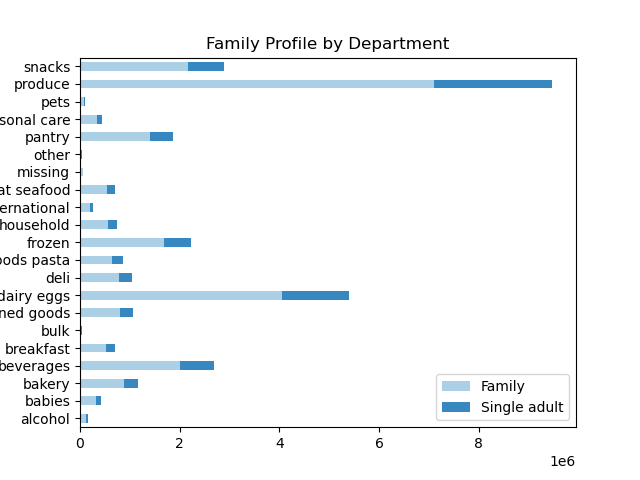 Family Profile by Department
snacks
produce
pets
sonal care
pantry
other
missing
at seafood
ernational
household
frozen
oods pasta
deli
dairy eggs
ned goods
bulk
breakfast
beverages
bakery
babies
alcohol
Family
Single adult
0 2 4 6 8
1e6